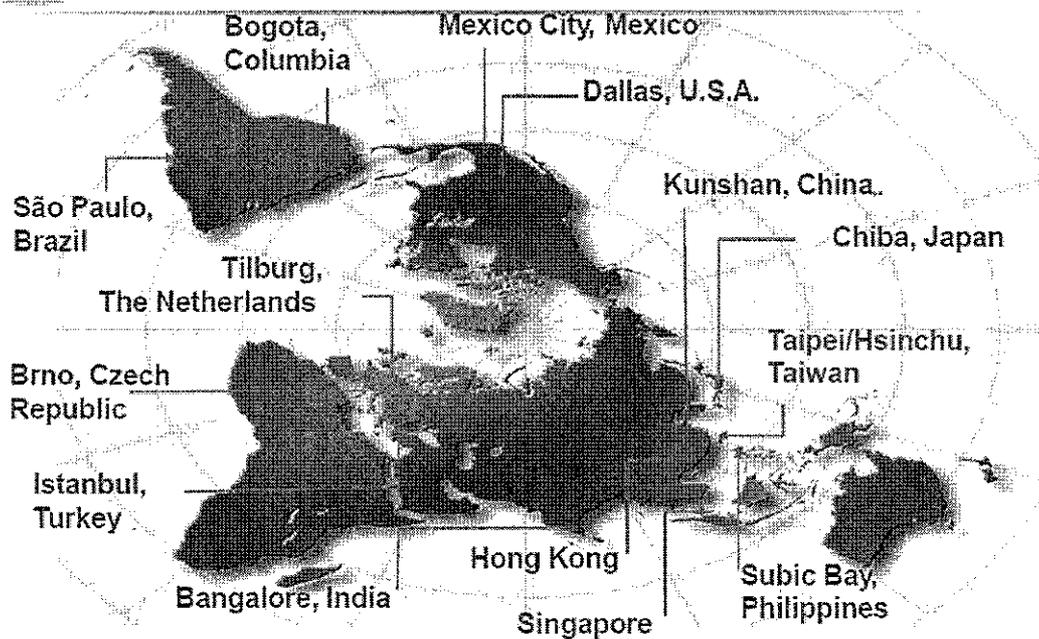 Bogota,
Columbia
Mexico City, Mexico
Dallas, U.S.A.
Kunshan, China
São Paulo,
Brazil
Chiba, Japan
Tilburg,
The Netherlands
Taipei/Hsinchu,
Taiwan
Brno, Czech
Republic
Istanbul,
Turkey
Hong Kong
Subic Bay,
Philippines
Bangalore, India
Singapore